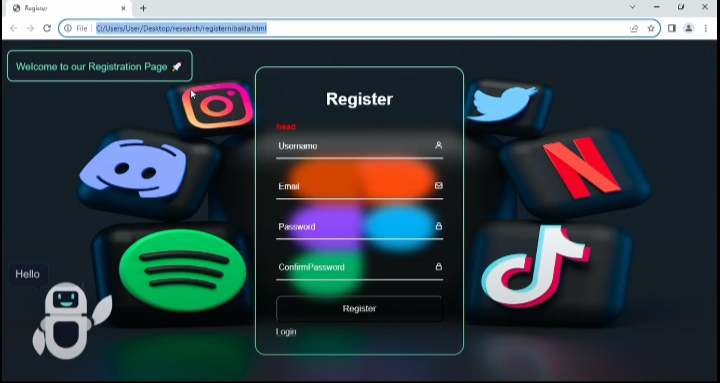 Register
File
C:/Users/User/Desktop/research/registernibakfa.html
Welcome to our Registration Page 🚀
Register
head
Username
Email
Password
ConfirmPassword
Register
Login
Hello